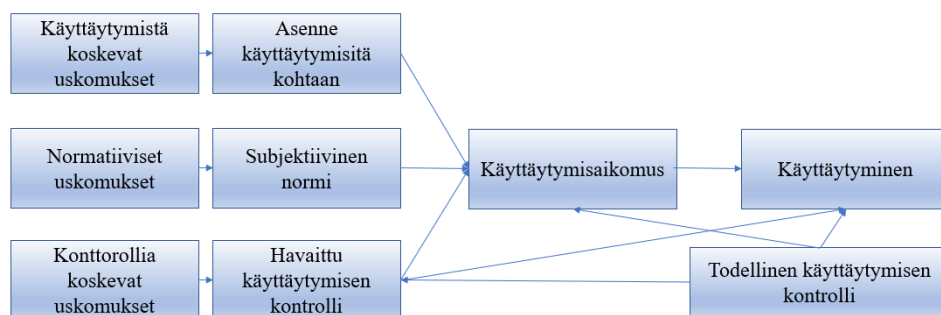 Käyttäytymistä
koskevat
uskomukset
Asenne
käyttäytymisitä
kohtaan
Normatiiviset
uskomukset
Subjektiivinen
normi
Käyttäytymisaikomus
Käyttäytyminen
Konttorollia
koskevat
uskomukset
Havaittu
käyttäytymisen
kontrolli
Todellinen käyttäytymisen
kontrolli